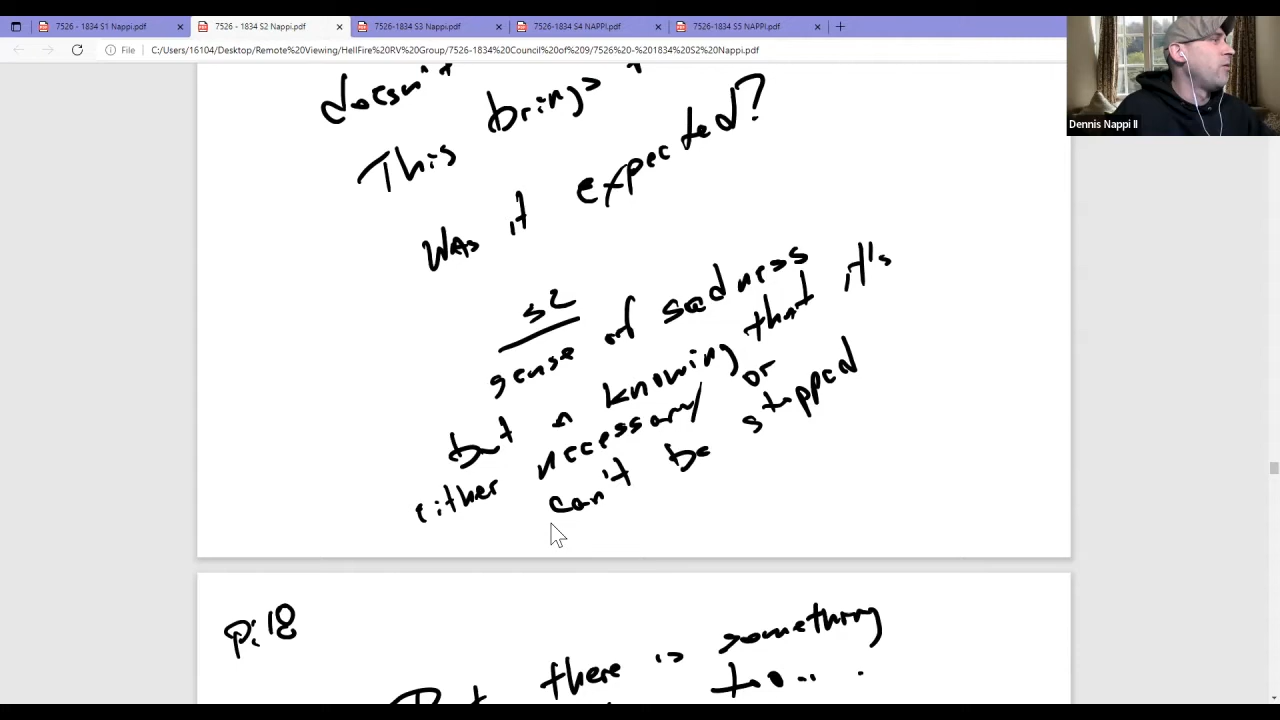 7526 - 1834 S1 Nappi.pdf
7526 - 1834 S2 Nappi.pdf
7526-1834 S3 Nappi.pdf
7526-1834 S4 NAPPI.pdf
7526-1834 S5 NAPPI.pdf
File
C:/Users/16104/Desktop/Remote%20Viewing/HellFire%20RV%20Group/7526-1834%20Council%20of%209/7526%20-%201834%20S2%20Nappi.pdf
Dennis Nappi II
doesn't
This brings
Was it expected?
S2
sense of sadness
but a knowing that it's
either necessary or
can't be stopped
p.18
there is something
too...